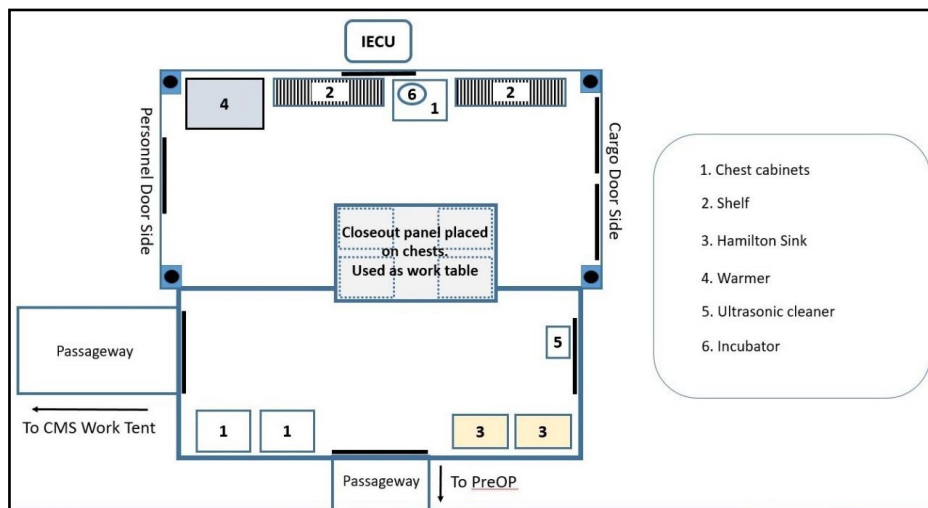 IECU
4
2
6
1
2
Personnel Door Side
Cargo Door Side
Closeout panel placed
on chests.
Used as work table
Passageway
5
To CMS Work Tent
1
1
3
3
Passageway
To PreOP
1. Chest cabinets
2. Shelf
3. Hamilton Sink
4. Warmer
5. Ultrasonic cleaner
6. Incubator